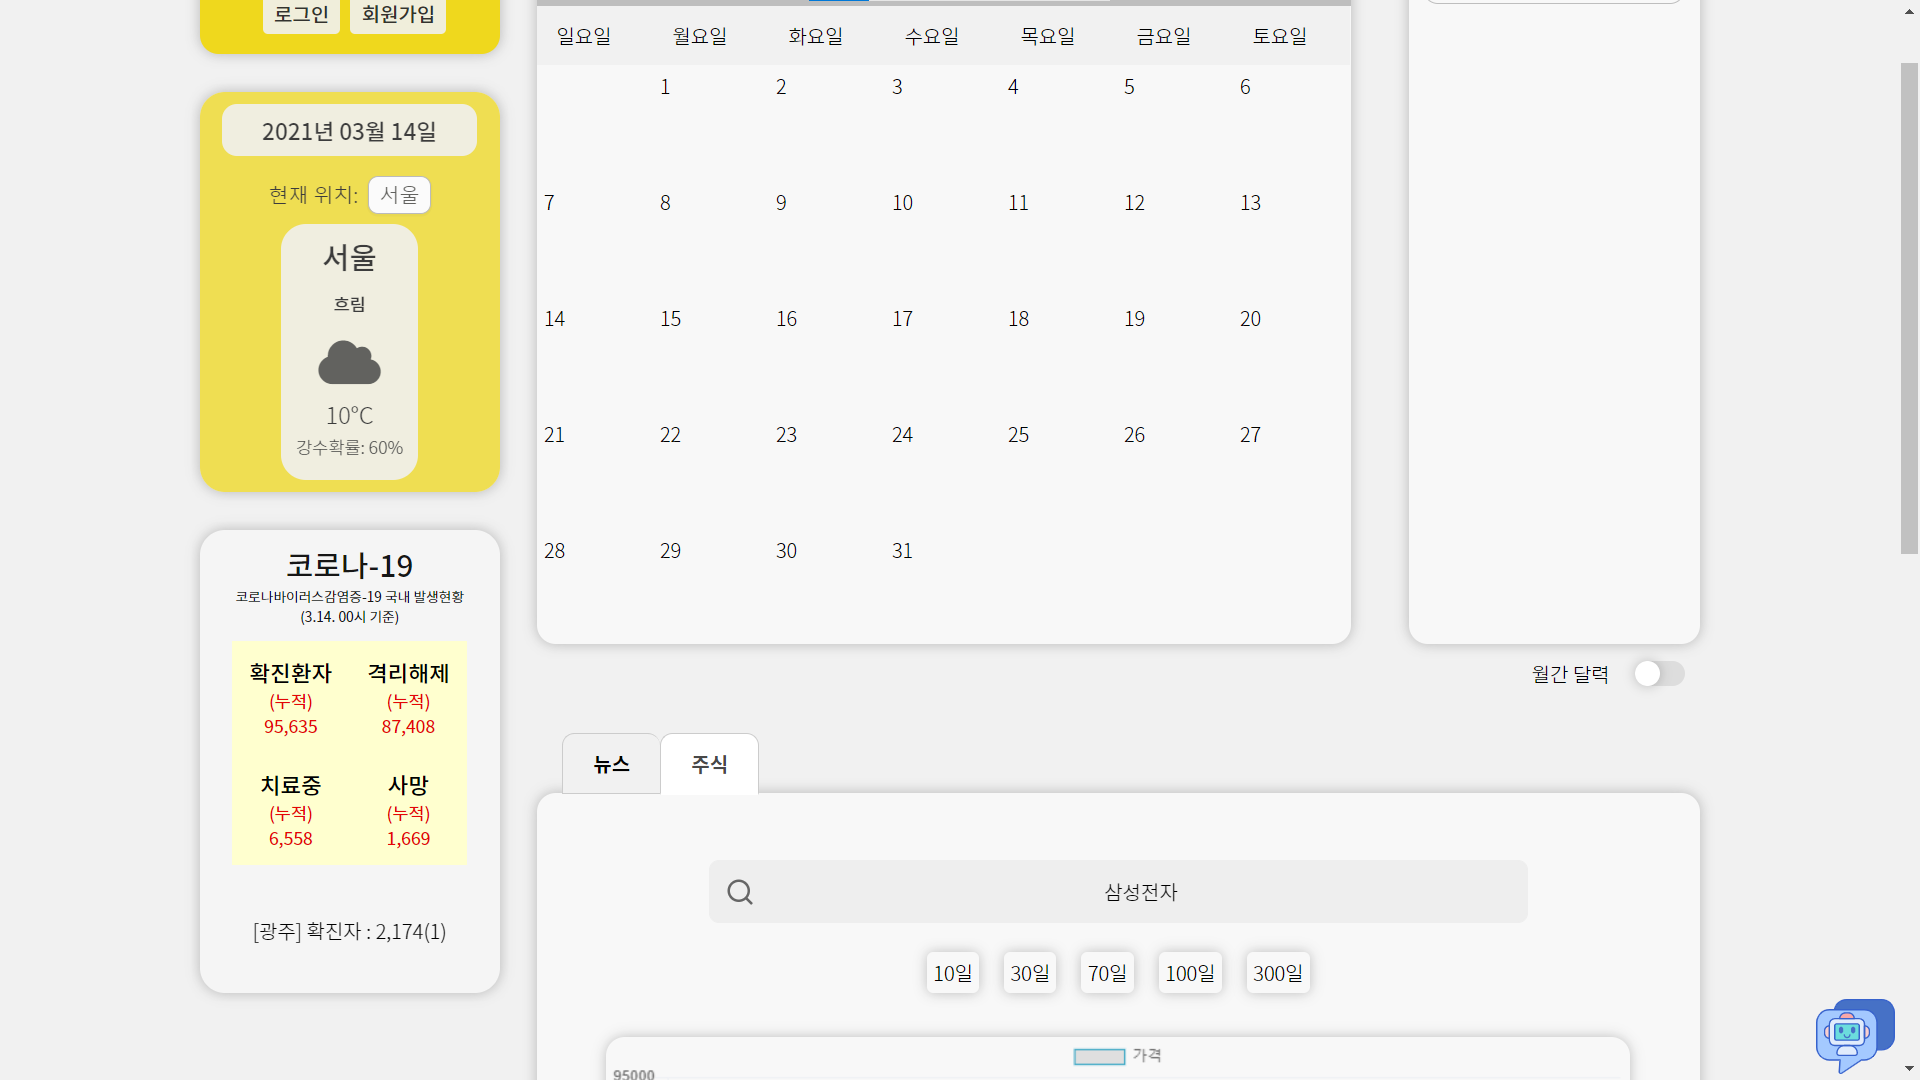 로그인 회원가입
2021년 03월 14일
현재 위치: 서울
서울
흐림
10°C
강수확률: 60%
코로나-19
코로나바이러스감염증-19 국내 발생현황
(3.14. 00시 기준)
확진환자 격리해제
(누적) (누적)
95,635 87,408
치료중 사망
(누적) (누적)
6,558 1,669
[광주] 확진자 : 2,174(1)
일요일 월요일 화요일 수요일 목요일 금요일 토요일
1 2 3 4 5 6
7 8 9 10 11 12 13
14 15 16 17 18 19 20
21 22 23 24 25 26 27
28 29 30 31
월간 달력
뉴스 주식
삼성전자
10일 30일 70일 100일 300일
가격
95000